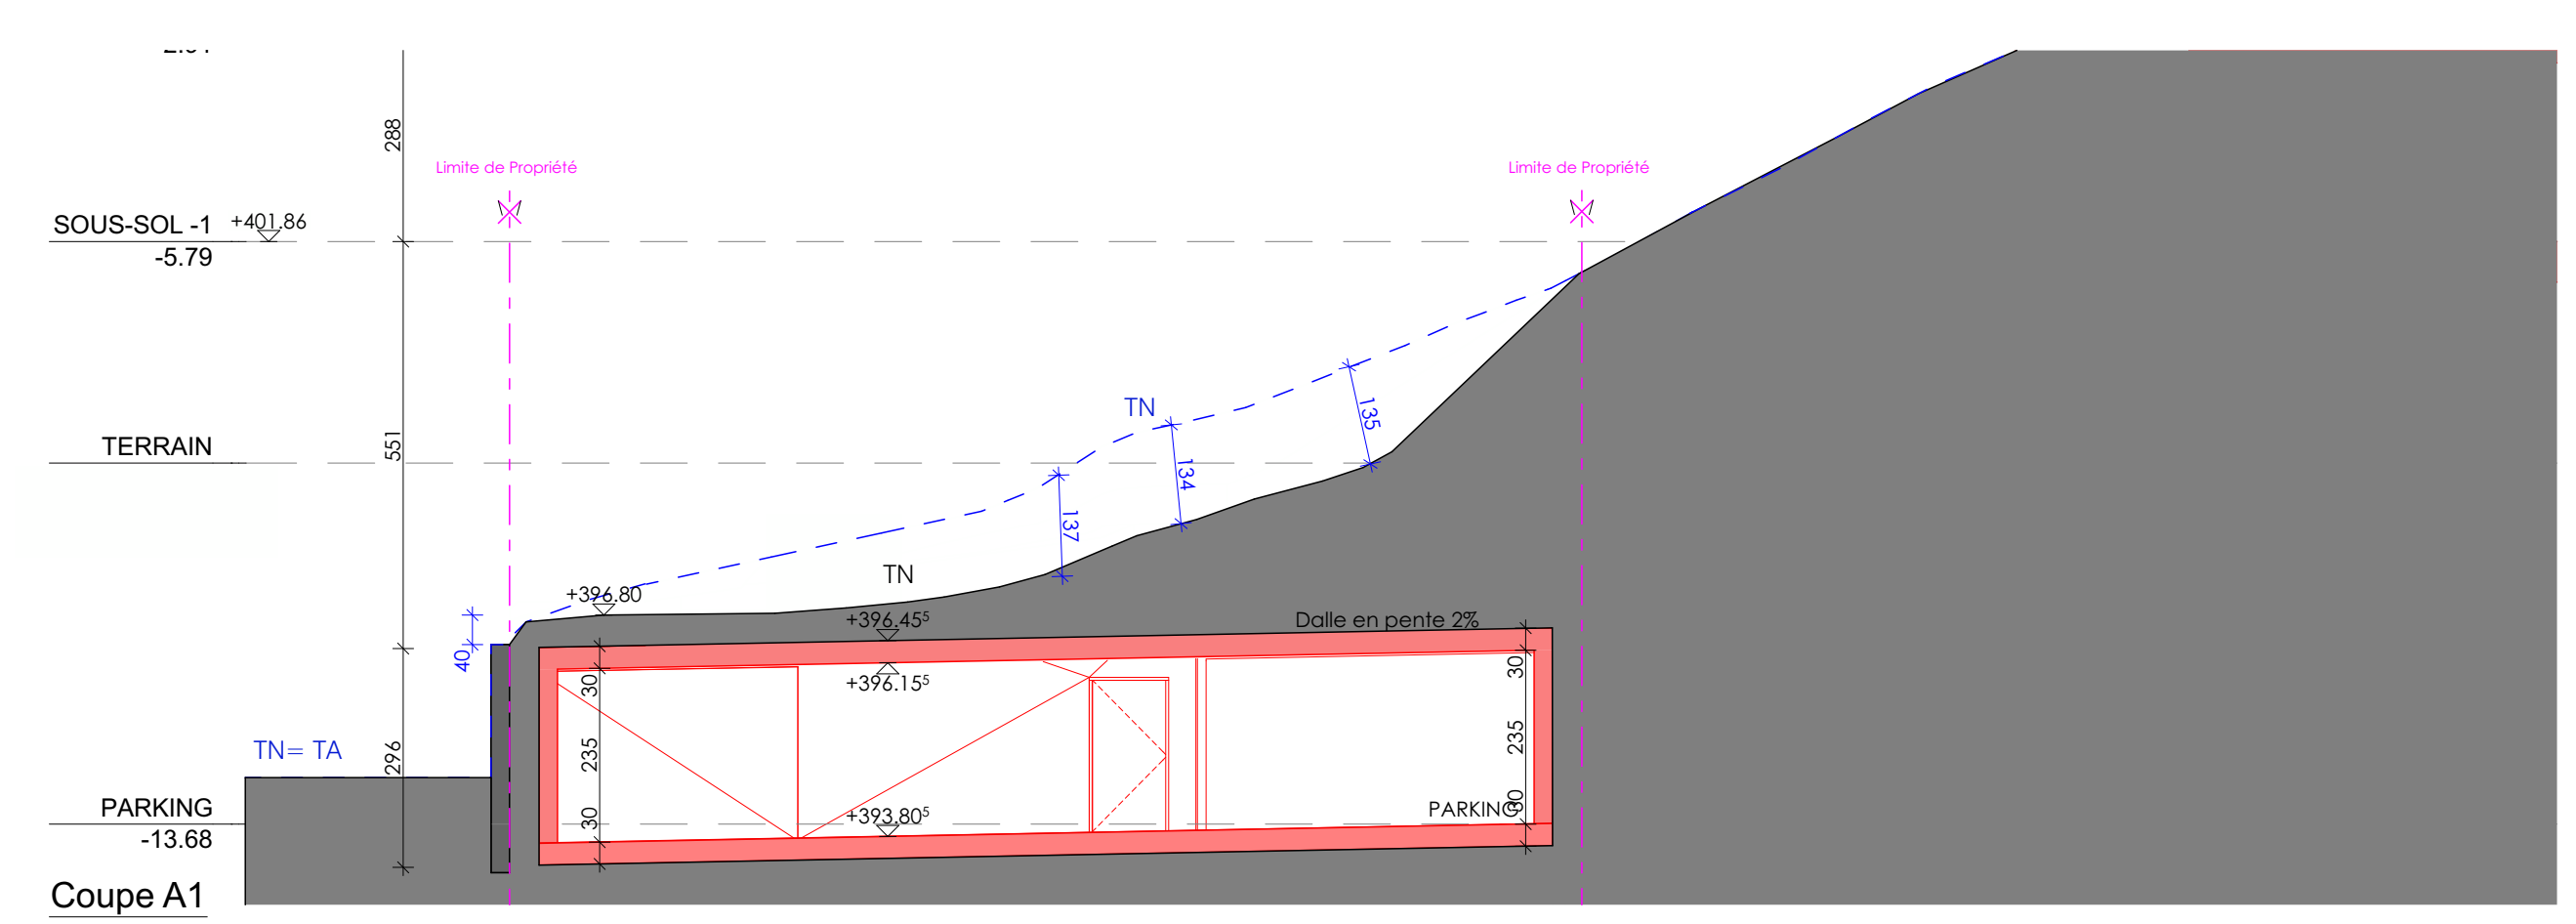 288
Limite de Propriété
Limite de Propriété
SOUS-SOL -1
+401.86
-5.79
TN
135
TERRAIN
551
134
137
TN
+396.80
+396.45⁵
Dalle en pente 2%
40
30
+396.15⁵
30
TN= TA
296
235
235
PARKING
-13.68
30
+393.80⁵
PARKING
30
Coupe A1